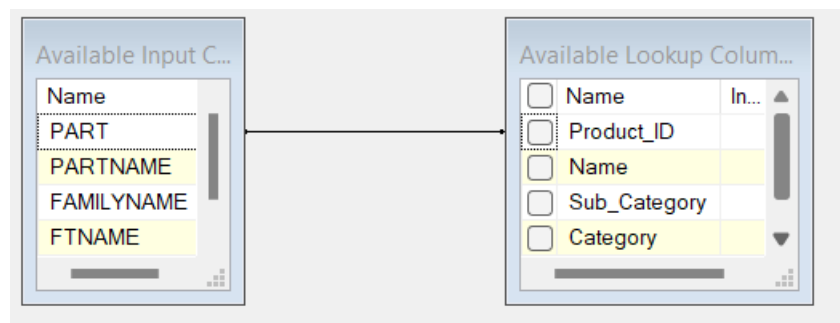 Available Input C...
Name
PART
PARTNAME
FAMILYNAME
FTNAME
Available Lookup Colum...
Name In...
Product_ID
Name
Sub_Category
Category